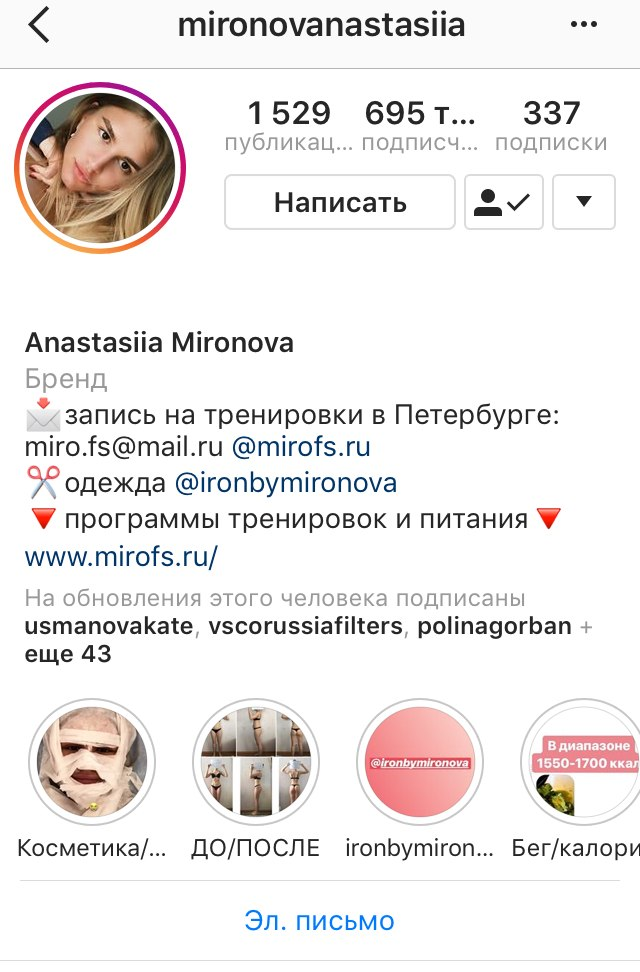 mironovanastasiia
1 529 695 т... 337
публикац... подписч... подписки
Написать
Anastasiia Mironova
Бренд
запись на тренировки в Петербурге:
miro.fs@mail.ru @mirofs.ru
одежда @ironbymironova
программы тренировок и питания
www.mirofs.ru/
На обновления этого человека подписаны
usmanovakate, vscorussiafilters, polinagorban +
еще 43
@ironbymironova
В диапазоне
1550-1700 ккал
Косметика/... ДО/ПОСЛЕ ironbymiron... Бег/калори
Эл. письмо